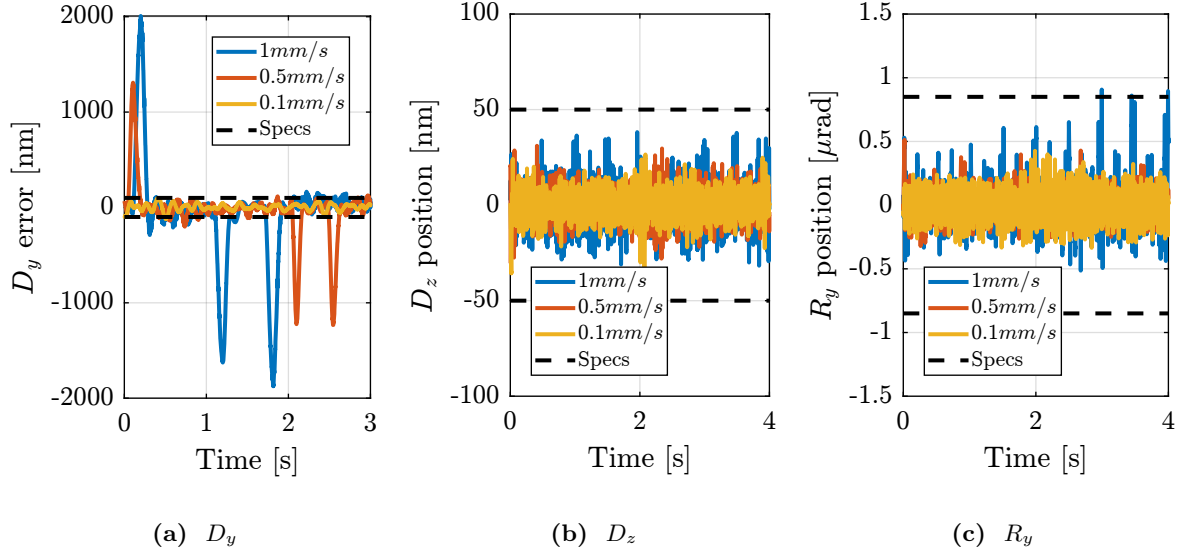 2000
1000
0
-1000
-2000
0
1
2
3
D_y error [nm]
Time [s]
1mm/s
0.5mm/s
0.1mm/s
Specs
(a) D_y
100
50
0
-50
-100
0
2
4
D_z position [nm]
Time [s]
1mm/s
0.5mm/s
0.1mm/s
Specs
(b) D_z
1.5
1
0.5
0
-0.5
-1
-1.5
0
2
4
R_y position [μrad]
Time [s]
1mm/s
0.5mm/s
0.1mm/s
Specs
(c) R_y